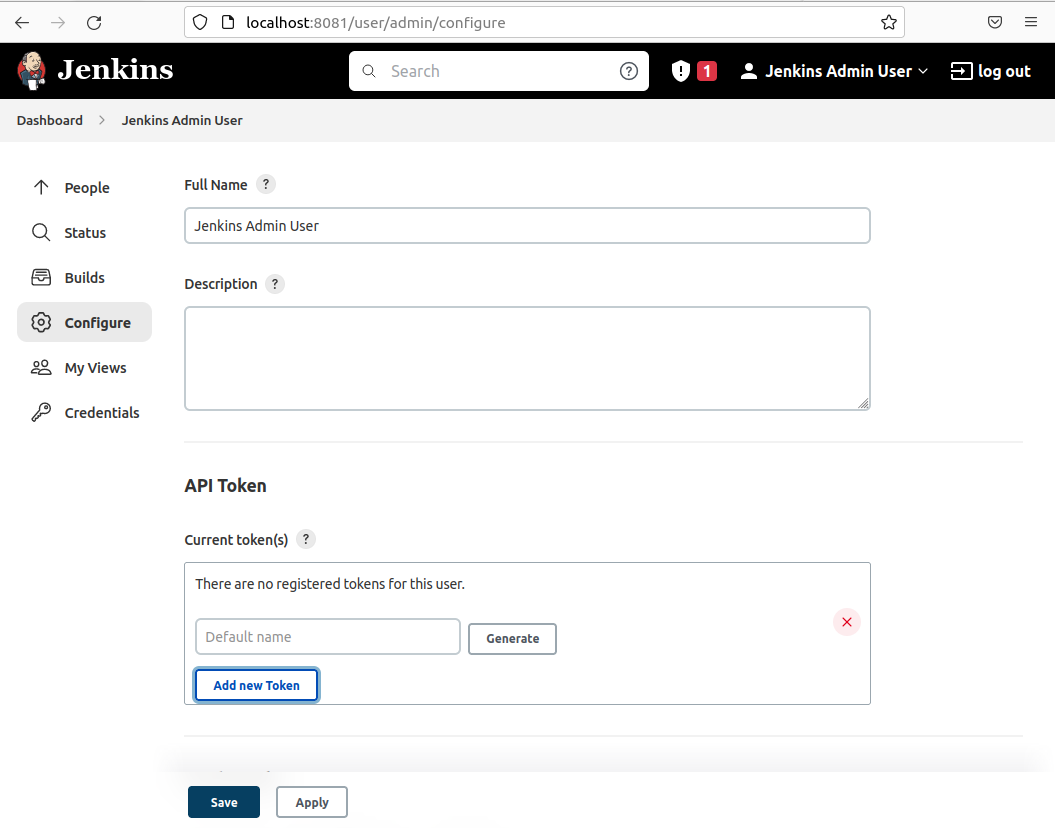 localhost:8081/user/admin/configure
Jenkins
Search
?
1
Jenkins Admin User
log out
Dashboard
Jenkins Admin User
People
Status
Builds
Configure
My Views
Credentials
Full Name ?
Jenkins Admin User
Description ?
API Token
Current token(s) ?
There are no registered tokens for this user.
Default name
Generate
Add new Token
Save
Apply